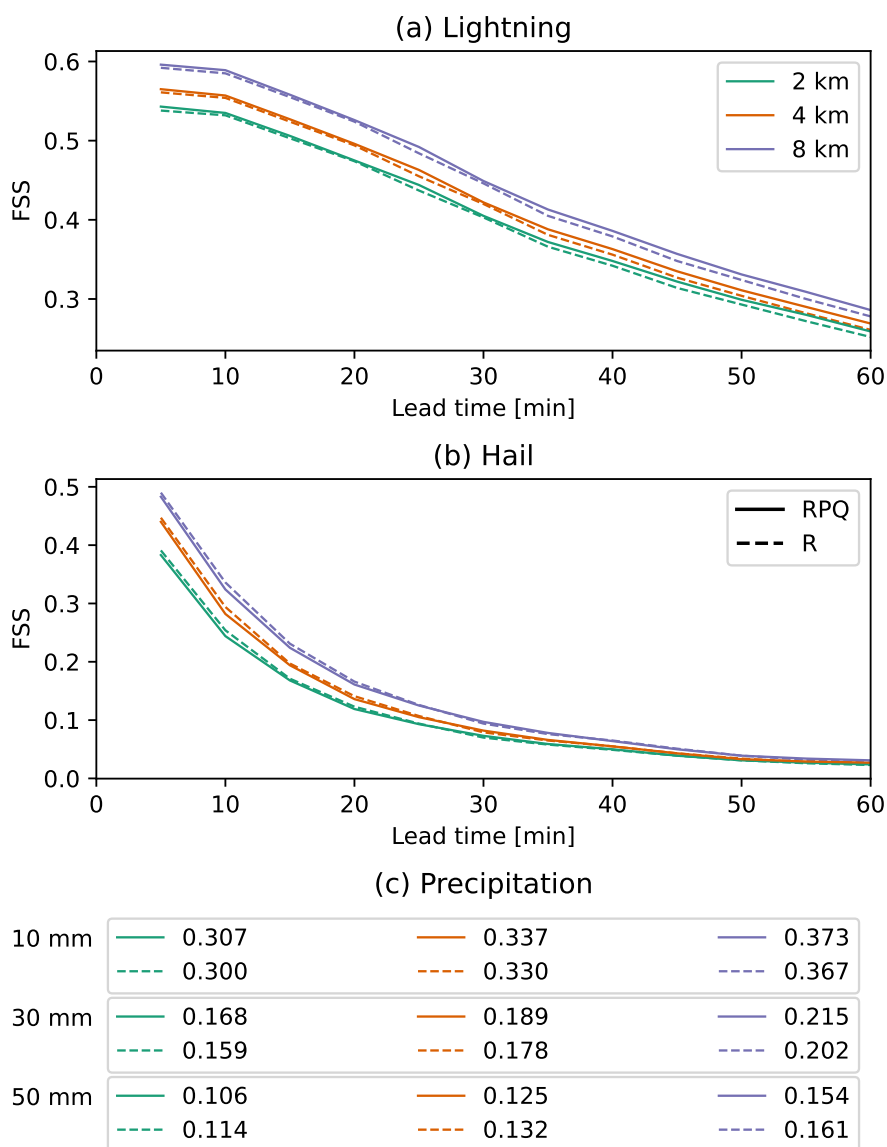 (a) Lightning
0.6
0.5
0.4
0.3
FSS
2 km
4 km
8 km
0 10 20 30 40 50 60
Lead time [min]
(b) Hail
0.5
0.4
0.3
0.2
0.1
0.0
FSS
RPQ
R
0 10 20 30 40 50 60
Lead time [min]
(c) Precipitation
10 mm 0.307 0.337 0.373
0.300 0.330 0.367
30 mm 0.168 0.189 0.215
0.159 0.178 0.202
50 mm 0.106 0.125 0.154
0.114 0.132 0.161